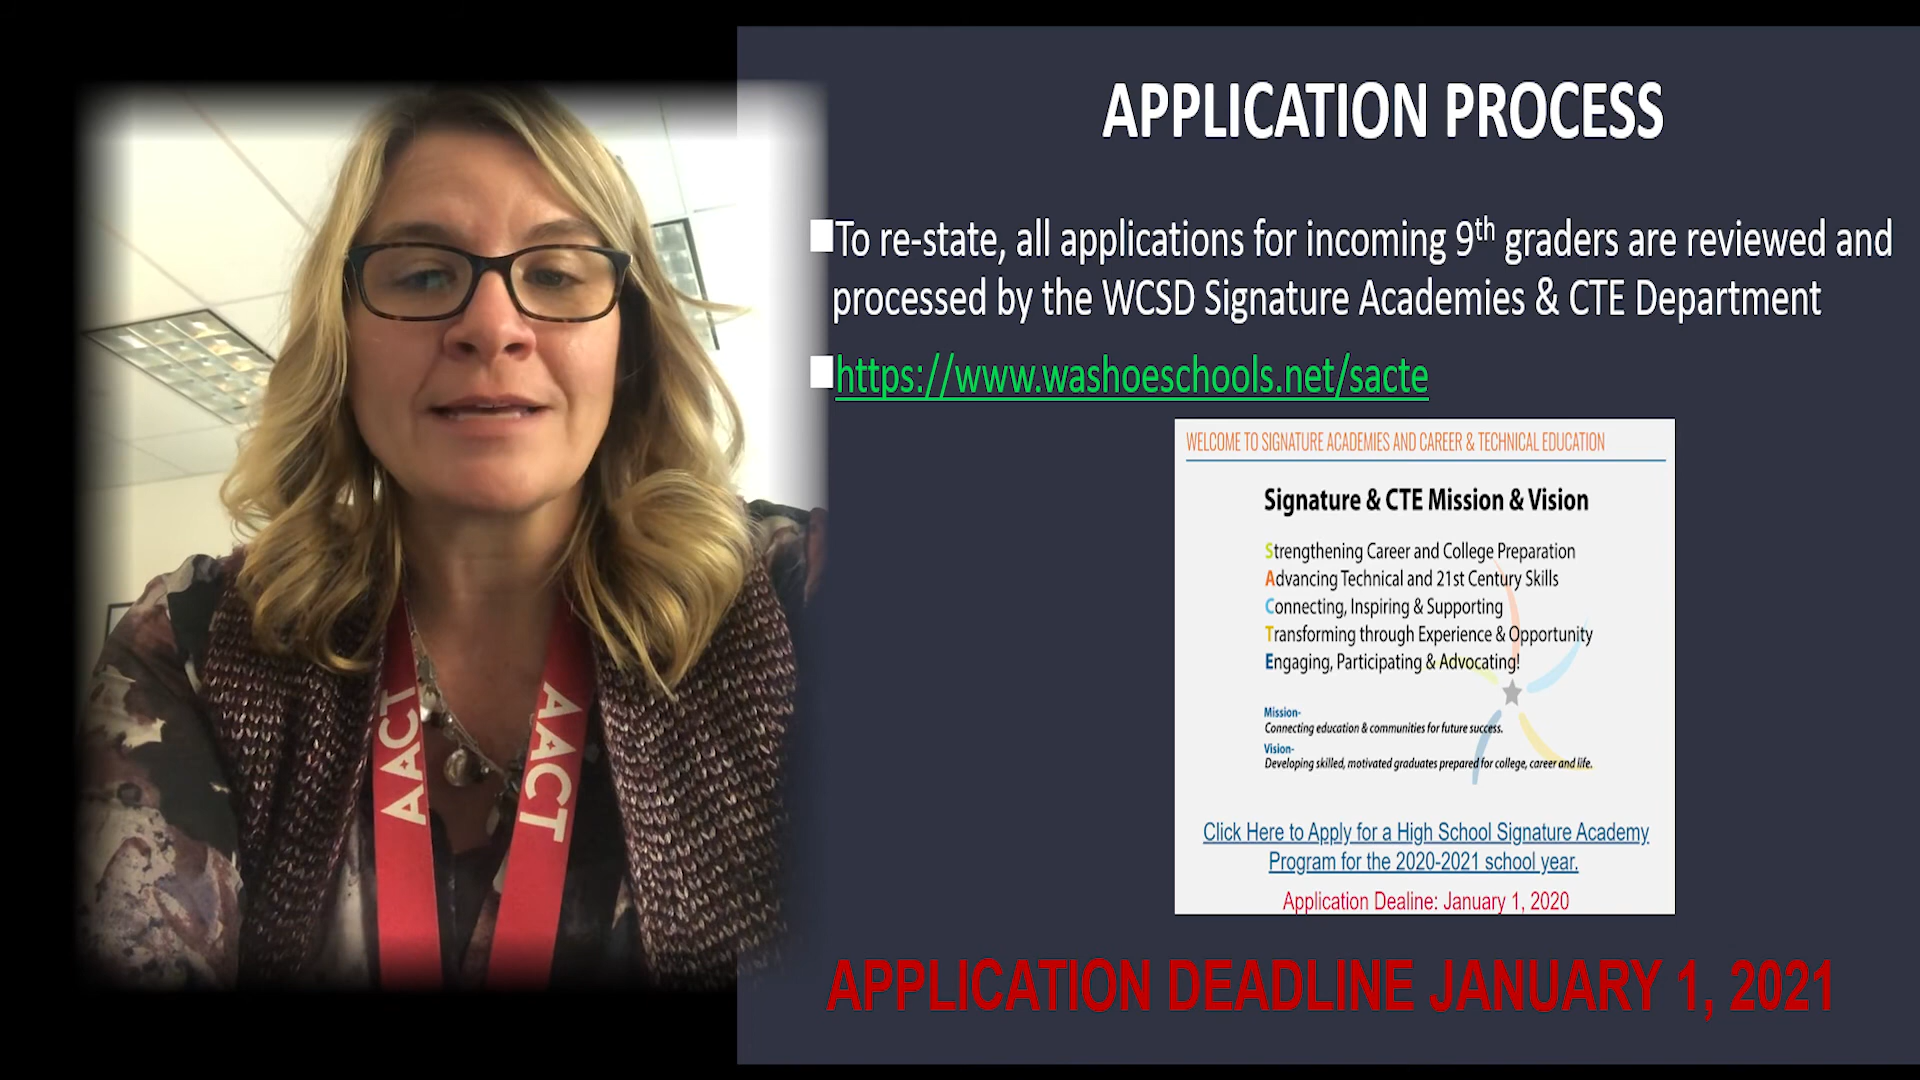 APPLICATION PROCESS
To re-state, all applications for incoming 9th graders are reviewed and
processed by the WCSD Signature Academies & CTE Department
https://www.washoeschools.net/sacte
WELCOME TO SIGNATURE ACADEMIES AND CAREER & TECHNICAL EDUCATION
Signature & CTE Mission & Vision
Strengthening Career and College Preparation
Advancing Technical and 21st Century Skills
Connecting, Inspiring & Supporting
Transforming through Experience & Opportunity
Engaging, Participating & Advocating!
Mission-
Connecting education & communities for future success.
Vision-
Developing skilled, motivated graduates prepared for college, career and life.
Click Here to Apply for a High School Signature Academy
Program for the 2020-2021 school year.
Application Dealine: January 1, 2020
APPLICATION DEADLINE JANUARY 1, 2021
AACT
AACT